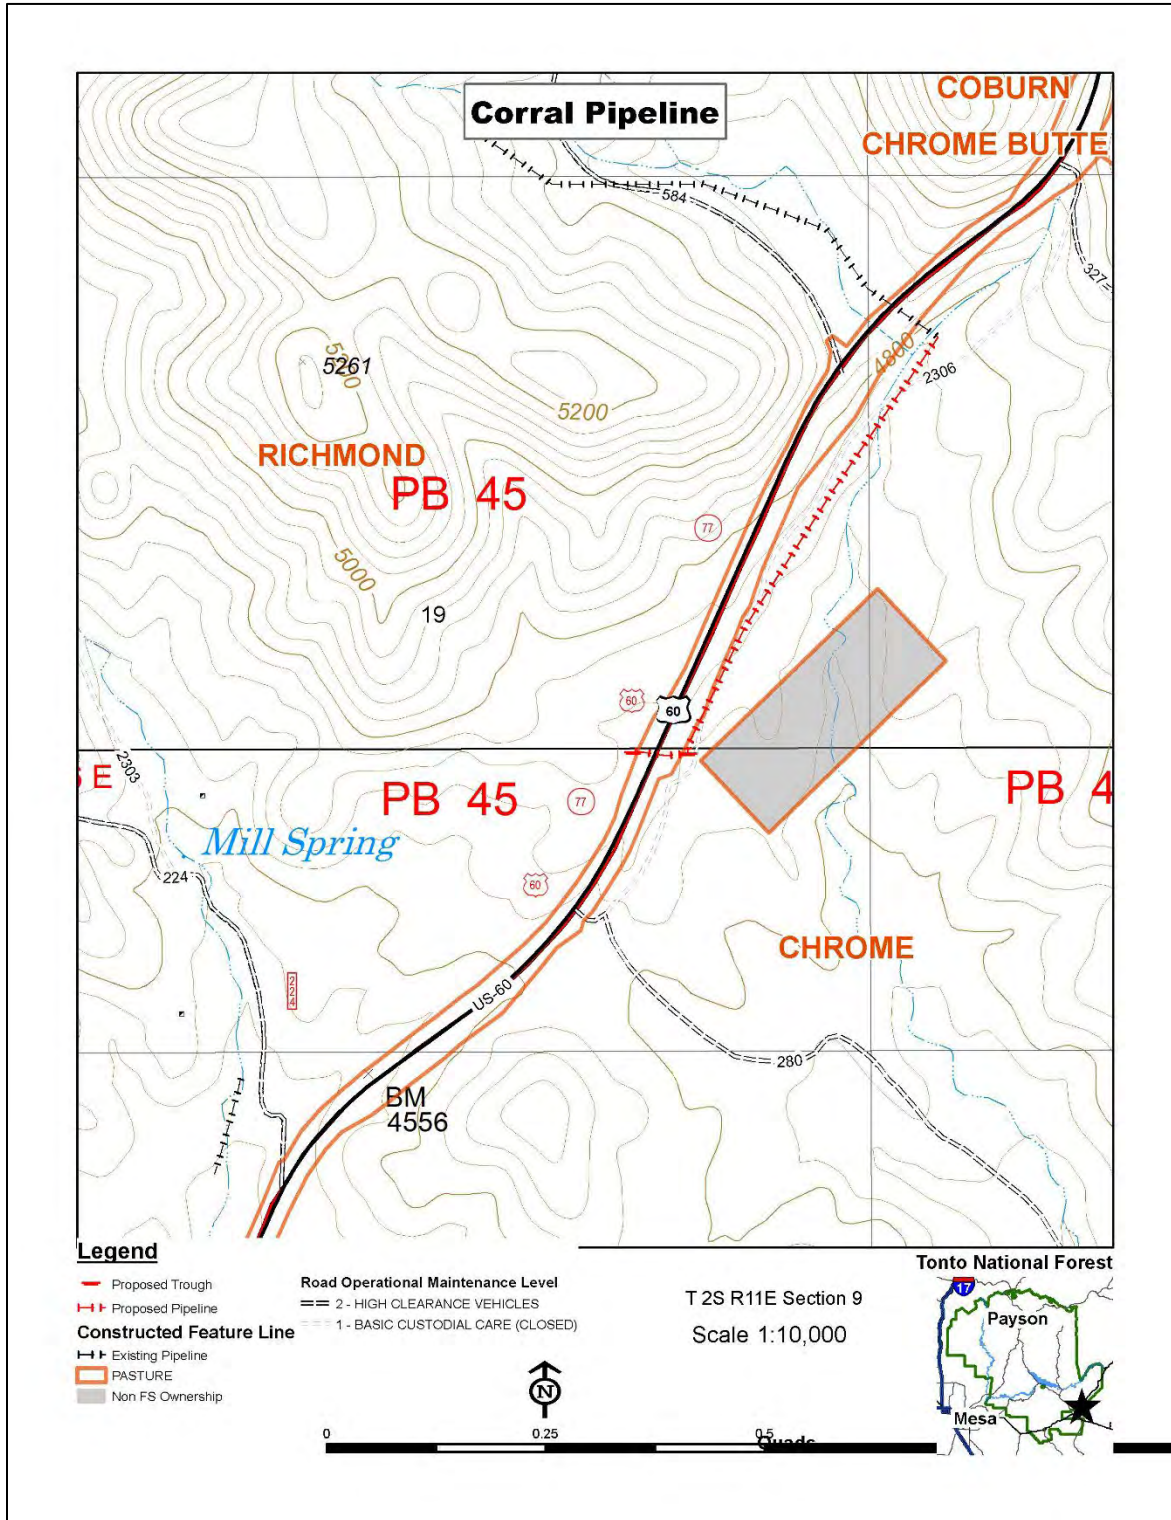 Corral Pipeline
COBURN
CHROME BUTTE
584
327
5261
5200
4800
2306
5200
RICHMOND
PB 45
77
5000
19
60
60
2303
PB 45
PB 4
77
Mill Spring
224
60
CHROME
224
US-60
280
BM
4556
Legend
Proposed Trough
Proposed Pipeline
Constructed Feature Line
Existing Pipeline
PASTURE
Non FS Ownership
Road Operational Maintenance Level
2 - HIGH CLEARANCE VEHICLES
1 - BASIC CUSTODIAL CARE (CLOSED)
T 2S R11E Section 9
Scale 1:10,000
N
0 0.25 0.5
Tonto National Forest
17
Payson
Mesa